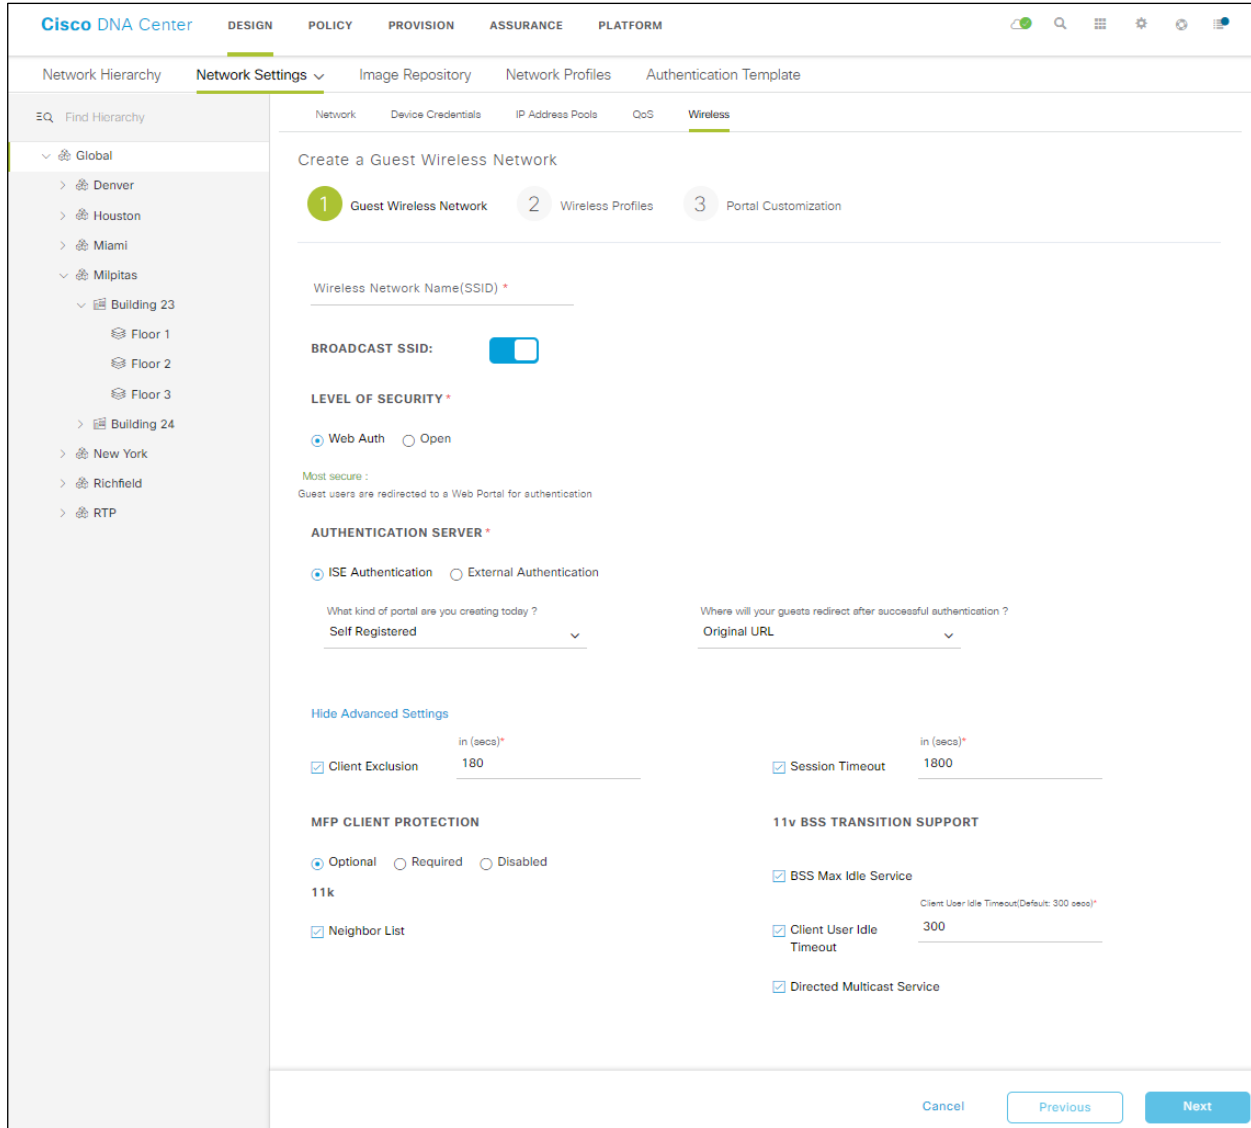 Cisco DNA Center DESIGN POLICY PROVISION ASSURANCE PLATFORM
Network Hierarchy Network Settings Image Repository Network Profiles Authentication Template
Find Hierarchy
Global
Denver
Houston
Miami
Milpitas
Building 23
Floor 1
Floor 2
Floor 3
Building 24
New York
Richfield
RTP
Network Device Credentials IP Address Pools QoS Wireless
Create a Guest Wireless Network
1 Guest Wireless Network 2 Wireless Profiles 3 Portal Customization
Wireless Network Name(SSID) *
BROADCAST SSID:
LEVEL OF SECURITY *
Web Auth Open
Most secure :
Guest users are redirected to a Web Portal for authentication
AUTHENTICATION SERVER *
ISE Authentication External Authentication
What kind of portal are you creating today ? Where will your guests redirect after successful authentication ?
Self Registered Original URL
Hide Advanced Settings
in (secs)* in (secs)*
Client Exclusion 180 Session Timeout 1800
MFP CLIENT PROTECTION 11v BSS TRANSITION SUPPORT
Optional Required Disabled
BSS Max Idle Service
11k
Client User Idle Timeout(Default: 300 secs)*
Neighbor List Client User Idle 300
Timeout
Directed Multicast Service
Cancel Previous Next